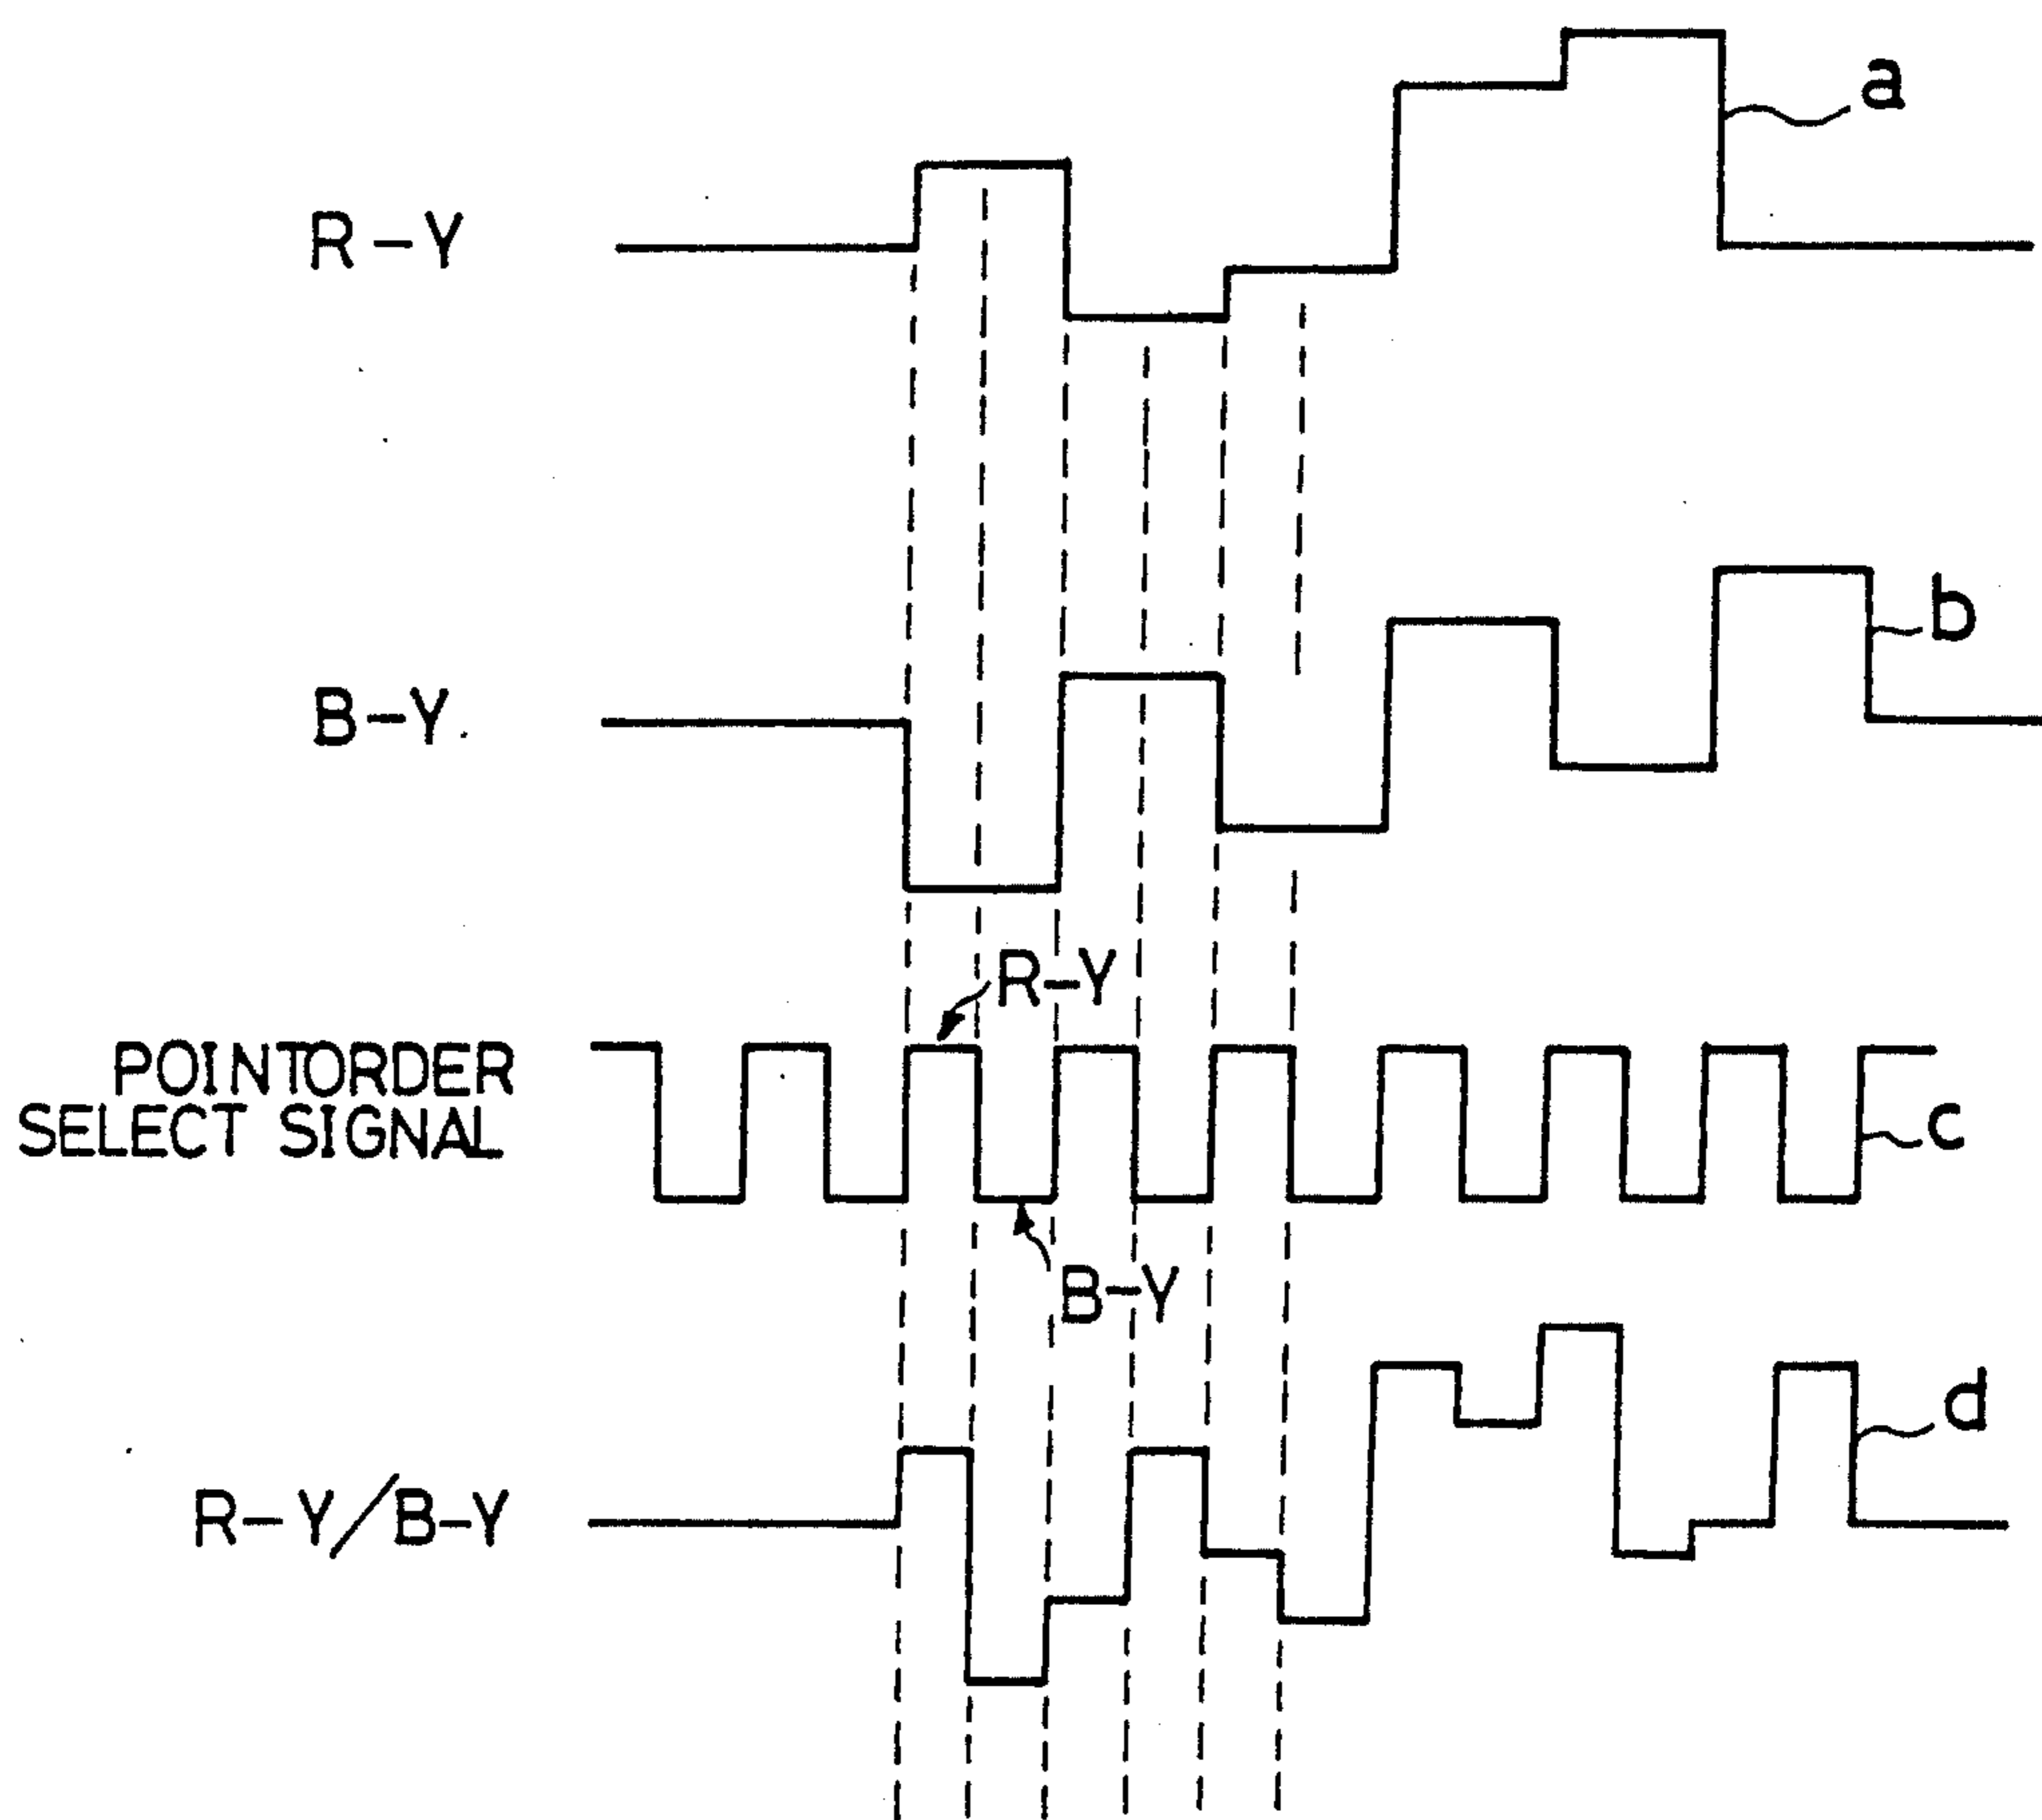 a
R-Y
b
B-Y.
R-Y
POINTORDER
SELECT SIGNAL
c
B-Y
d
R-Y/B-Y